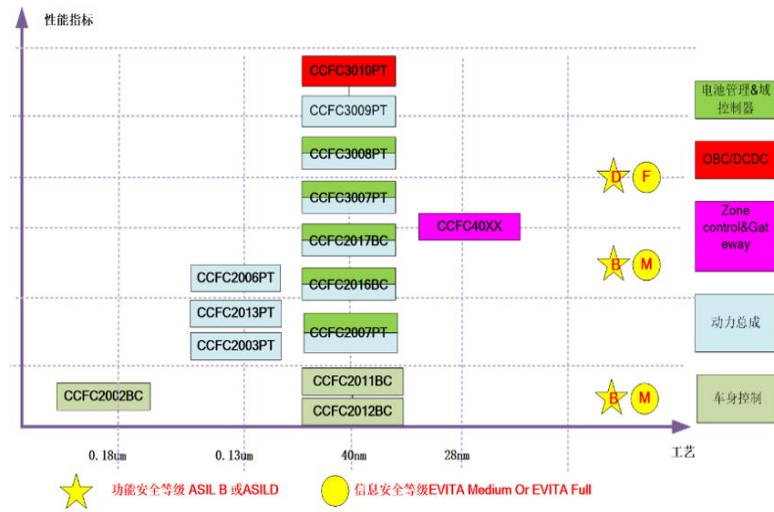 性能指标
CCFC3010PT
CCFC3009PT
CCFC3008PT
CCFC3007PT
CCFC40XX
CCFC2017BC
CCFC2006PT
CCFC2016BC
CCFC2013PT
CCFC2007PT
CCFC2003PT
CCFC2011BC
CCFC2002BC
CCFC2012BC
电池管理&域
控制器
OBC/DCDC
D F
Zone
control&Gat
eway
B M
动力总成
B M
车身控制
0.18um 0.13um 40nm 28nm 工艺
功能安全等级 ASIL B 或ASILD 信息安全等级EVITA Medium Or EVITA Full